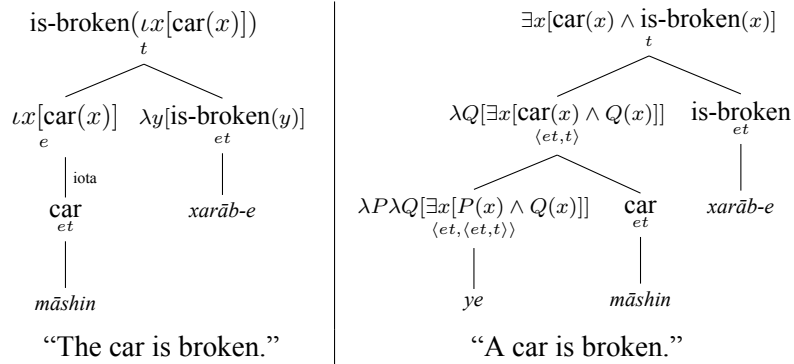 is-broken(ιx[car(x)])
t
ιx[car(x)] λy[is-broken(y)]
e et
iota
car xarāb-e
et
māshin
“The car is broken.”
∃x[car(x) ∧ is-broken(x)]
t
λQ[∃x[car(x) ∧ Q(x)]] is-broken
⟨et,t⟩ et
λPλQ[∃x[P(x) ∧ Q(x)]] car xarāb-e
⟨et,⟨et,t⟩⟩ et
ye māshin
“A car is broken.”